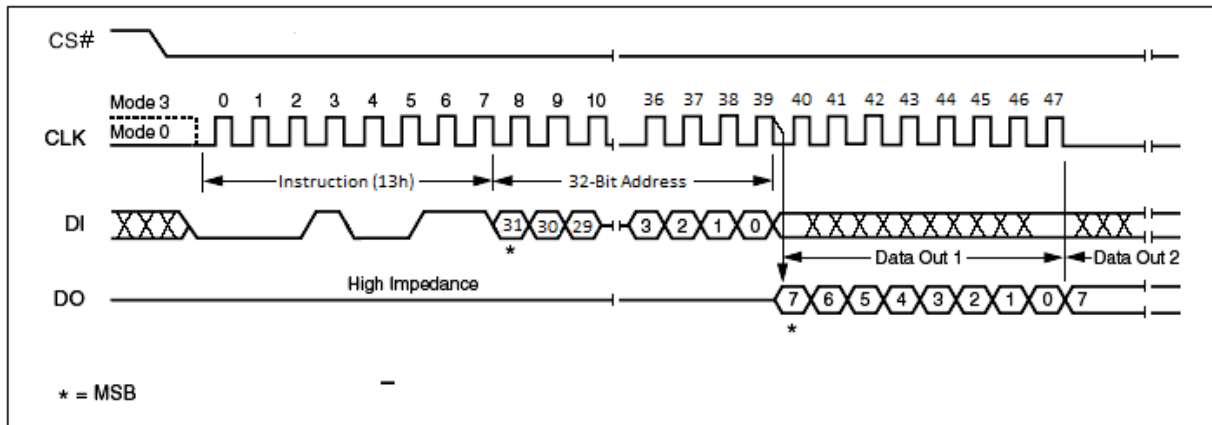 CS#
Mode 3 0 1 2 3 4 5 6 7 8 9 10 36 37 38 39 40 41 42 43 44 45 46 47
Mode 0
CLK
Instruction (13h) 32-Bit Address
DI 31 30 29 3 2 1 0
*
Data Out 1 Data Out 2
High Impedance
DO 7 6 5 4 3 2 1 0 7
*
* = MSB